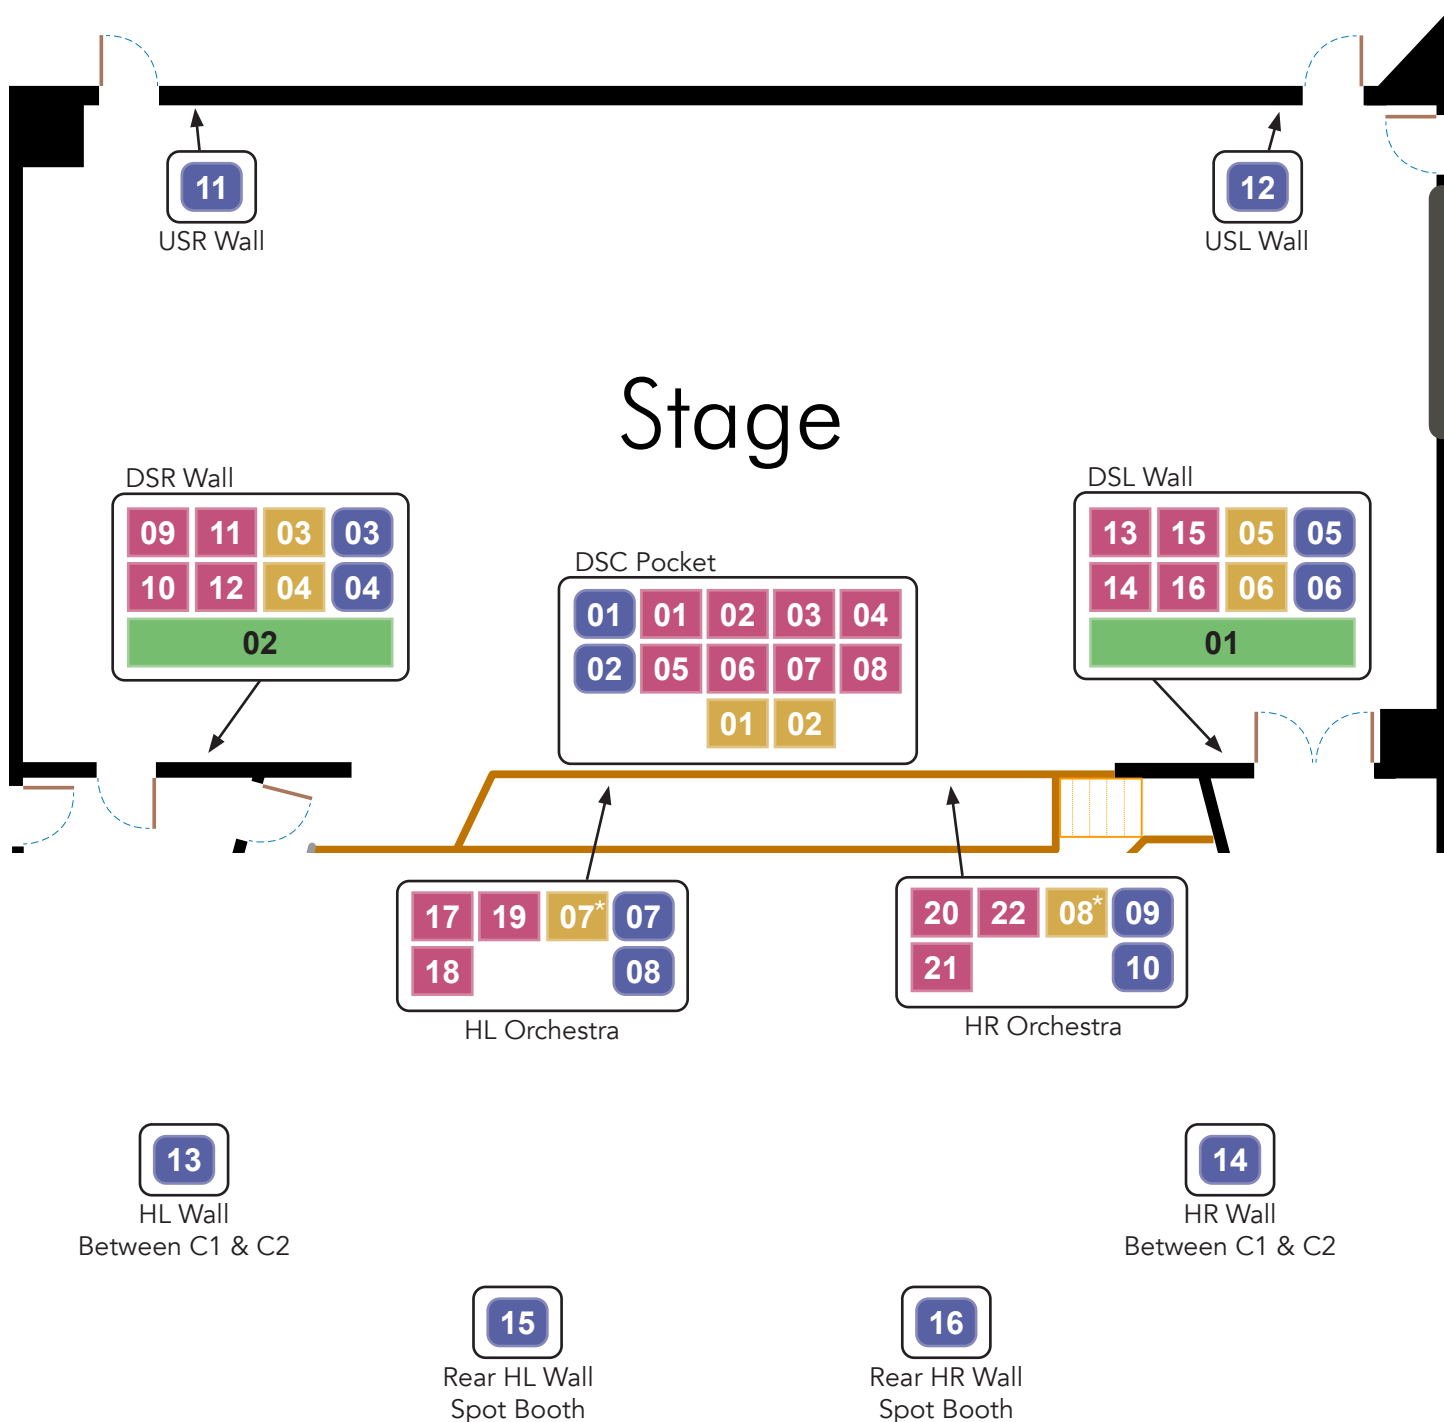 11
USR Wall
12
USL Wall
Stage
DSR Wall
09 11 03 03
10 12 04 04
02
DSC Pocket
01 01 02 03 04
02 05 06 07 08
01 02
DSL Wall
13 15 05 05
14 16 06 06
01
17 19 07* 07
18 08
HL Orchestra
20 22 08* 09
21 10
HR Orchestra
13
HL Wall
Between C1 & C2
14
HR Wall
Between C1 & C2
15
Rear HL Wall
Spot Booth
16
Rear HR Wall
Spot Booth